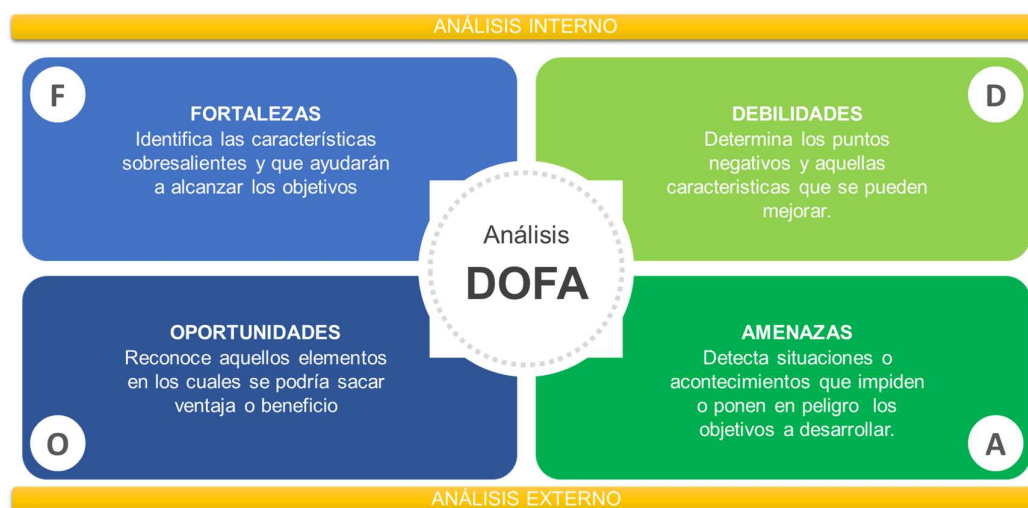 ANÁLISIS INTERNO
F
FORTALEZAS
Identifica las características
sobresalientes y que ayudarán
a alcanzar los objetivos
D
DEBILIDADES
Determina los puntos
negativos y aquellas
caracteristicas que se pueden
mejorar.
Análisis
DOFA
OPORTUNIDADES
Reconoce aquellos elementos
en los cuales se podría sacar
ventaja o beneficio
O
AMENAZAS
Detecta situaciones o
acontecimientos que impiden
o ponen en peligro los
objetivos a desarrollar.
A
ANÁLISIS EXTERNO